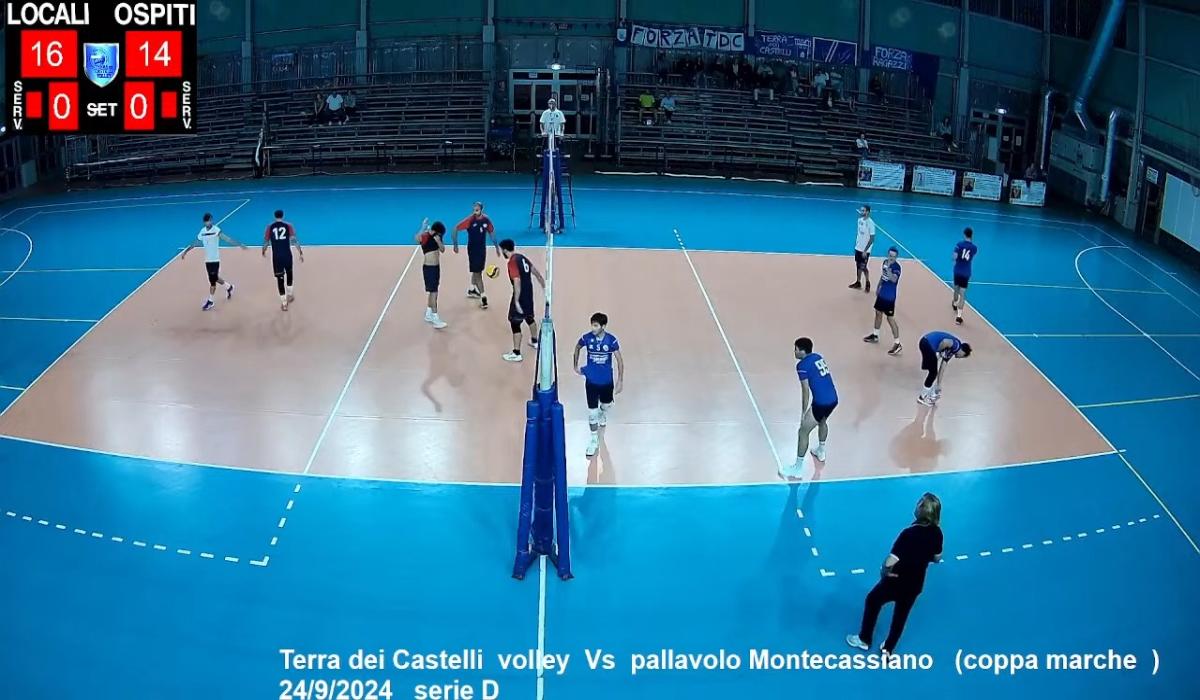 LOCALI OSPITI
16 14
SERV. 0 SET 0 SERV.
FORZA TDC
TERRA
CASTELLI
FORZA
RAGAZZI
12
14
6
5
Terra dei Castelli volley Vs pallavolo Montecassiano (coppa marche )
24/9/2024 serie D